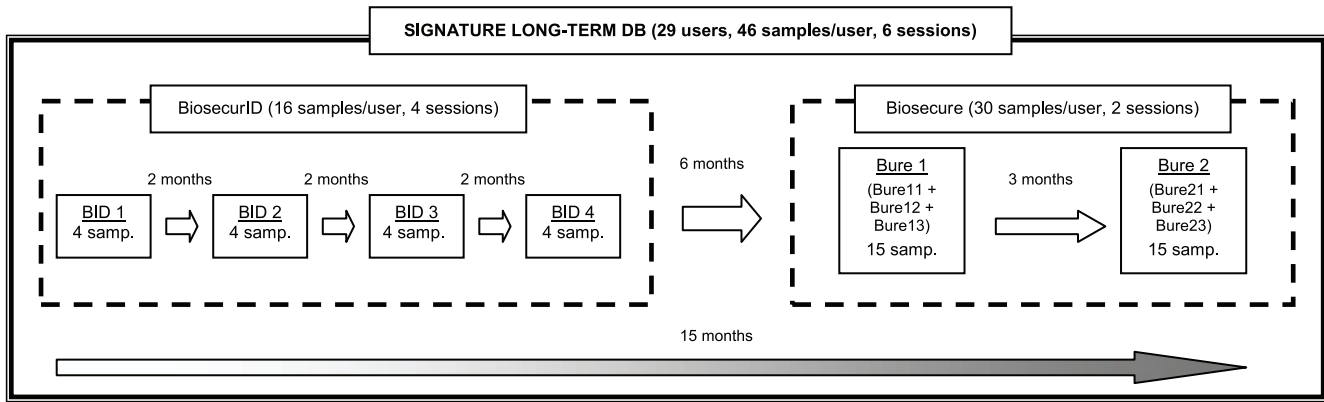 SIGNATURE LONG-TERM DB (29 users, 46 samples/user, 6 sessions)
BiosecurID (16 samples/user, 4 sessions)
2 months
2 months
2 months
BID 1
4 samp.
BID 2
4 samp.
BID 3
4 samp.
BID 4
4 samp.
6 months
Biosecure (30 samples/user, 2 sessions)
Bure 1
(Bure11 +
Bure12 +
Bure13)
15 samp.
3 months
Bure 2
(Bure21 +
Bure22 +
Bure23)
15 samp.
15 months